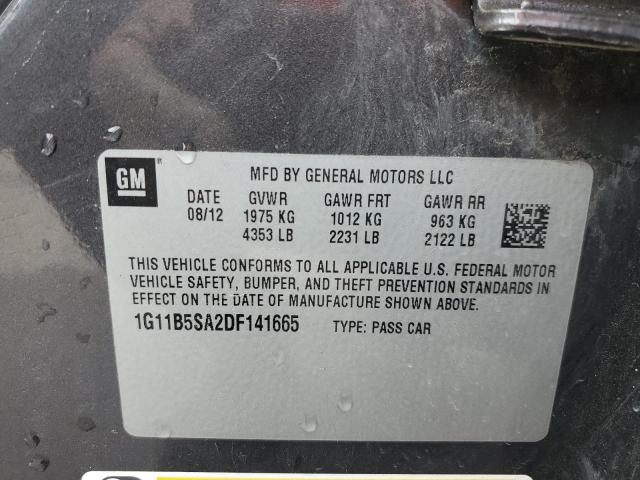 GM
MFD BY GENERAL MOTORS LLC
DATE GVWR GAWR FRT GAWR RR
08/12 1975 KG 1012 KG 963 KG
4353 LB 2231 LB 2122 LB
THIS VEHICLE CONFORMS TO ALL APPLICABLE U.S. FEDERAL MOTOR
VEHICLE SAFETY, BUMPER, AND THEFT PREVENTION STANDARDS IN
EFFECT ON THE DATE OF MANUFACTURE SHOWN ABOVE.
1G11B5SA2DF141665 TYPE: PASS CAR